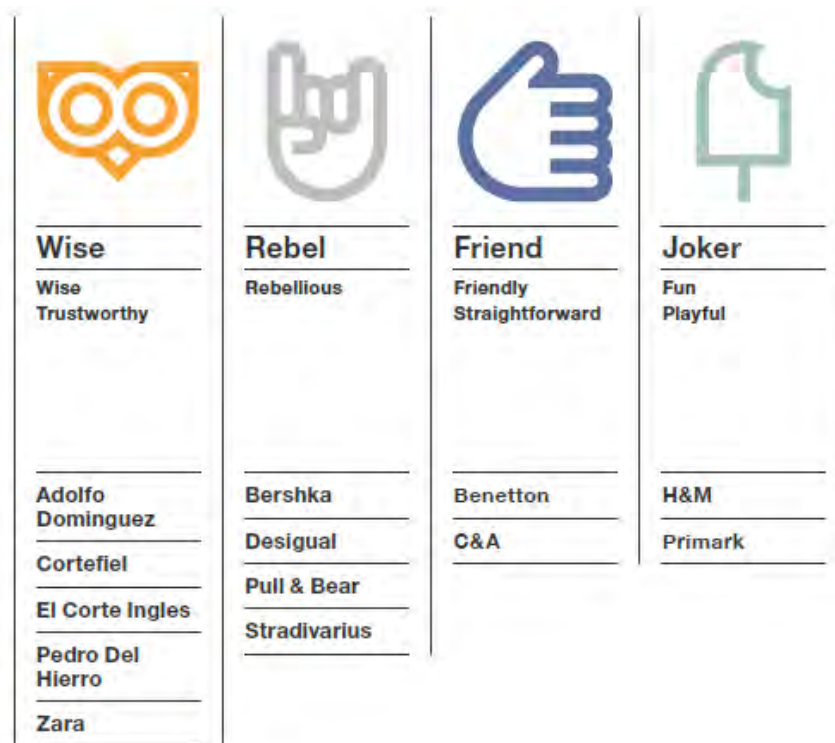 Wise
Wise
Trustworthy
Adolfo
Dominguez
Cortefiel
El Corte Ingles
Pedro Del
Hierro
Zara
Rebel
Rebellious
Bershka
Desigual
Pull & Bear
Stradivarius
Friend
Friendly
Straightforward
Benetton
C&A
Joker
Fun
Playful
H&M
Primark